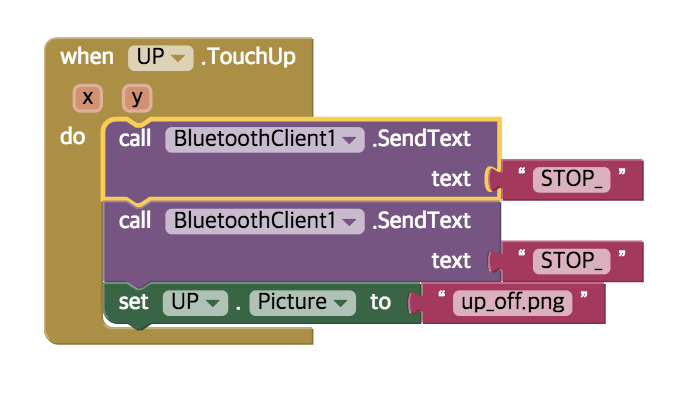 when UP .TouchUp
x y
do call BluetoothClient1 .SendText
text “ STOP_ ”
call BluetoothClient1 .SendText
text “ STOP_ ”
set UP . Picture to “ up_off.png ”